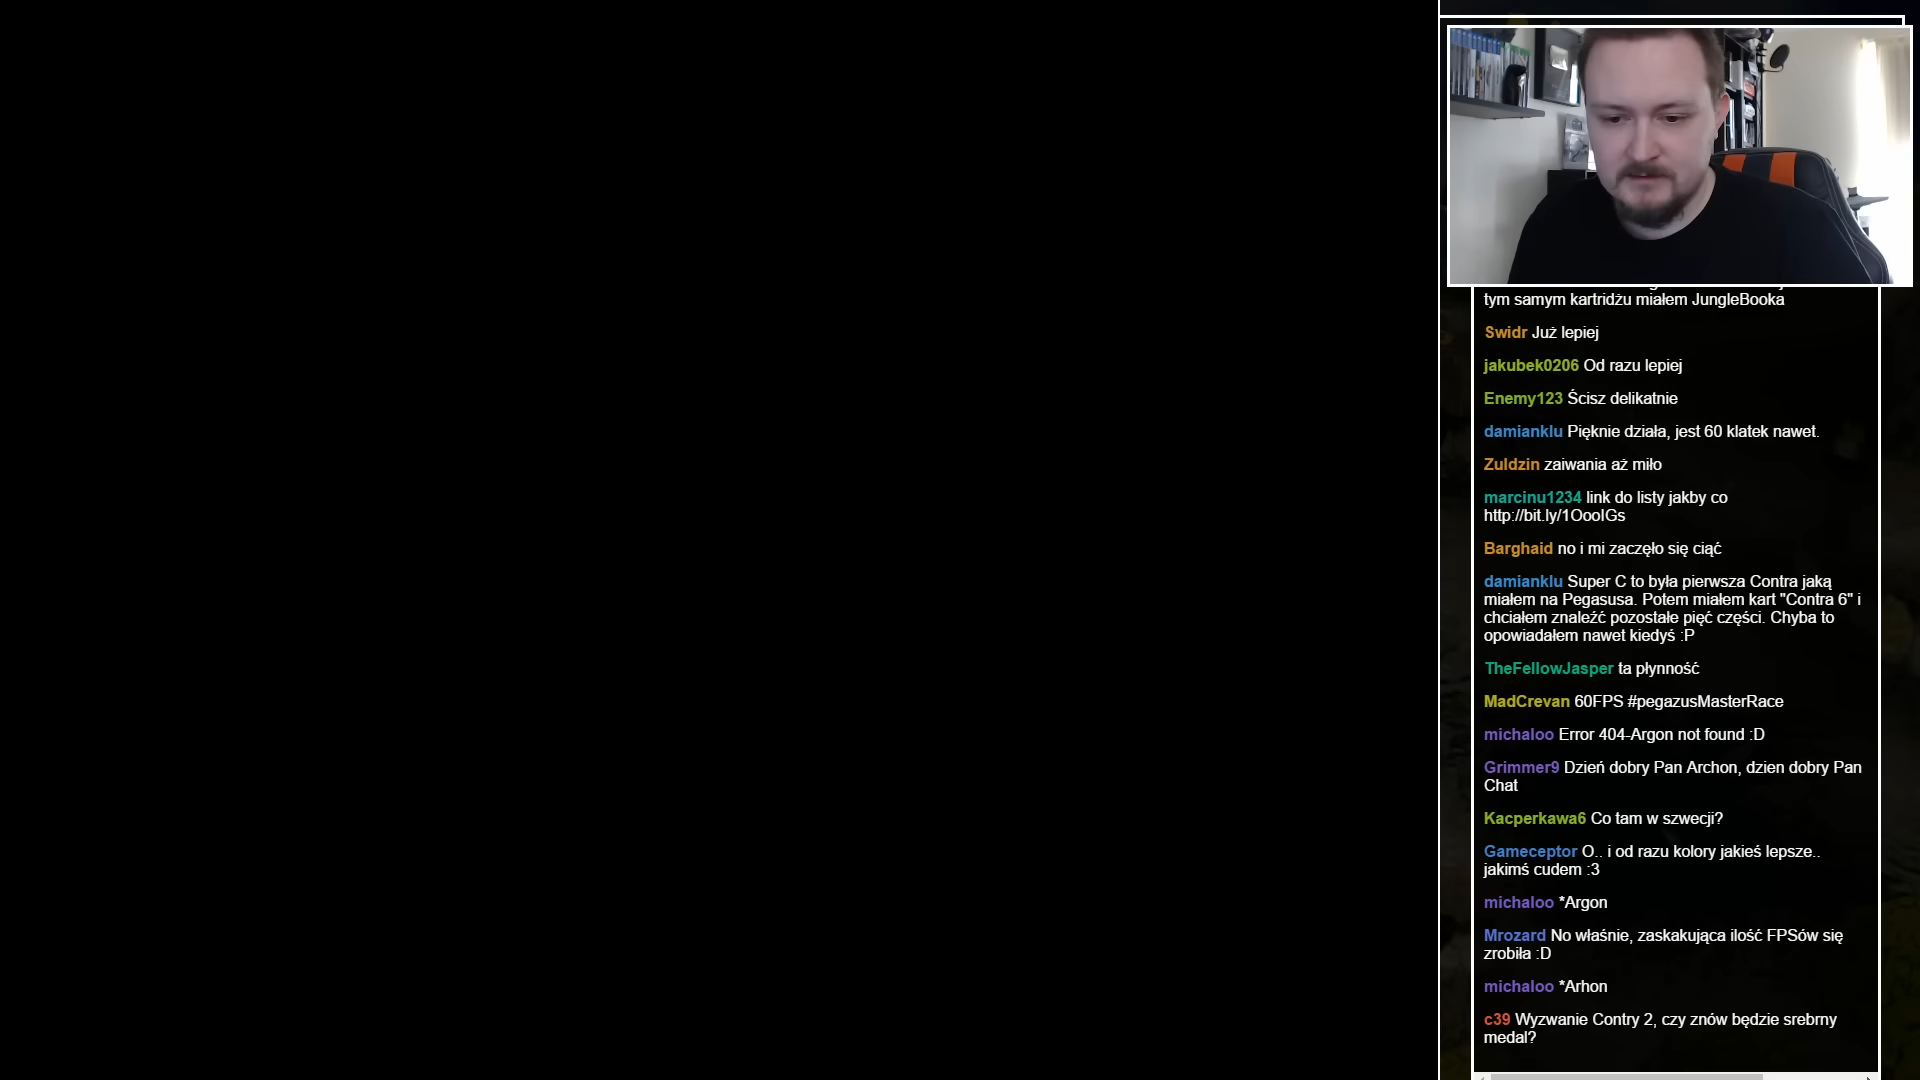 tym samym kartridżu miałem JungleBooka
Swidr Już lepiej
jakubek0206 Od razu lepiej
Enemy123 Ścisz delikatnie
damianklu Pięknie działa, jest 60 klatek nawet.
Zuldzin zaiwania aż miło
marcinu1234 link do listy jakby co
http://bit.ly/1OooIGs
Barghaid no i mi zaczęło się ciąć
damianklu Super C to była pierwsza Contra jaką
miałem na Pegasusa. Potem miałem kart "Contra 6" i
chciałem znaleźć pozostałe pięć części. Chyba to
opowiadałem nawet kiedyś :P
TheFellowJasper ta płynność
MadCrevan 60FPS #pegazusMasterRace
michaloo Error 404-Argon not found :D
Grimmer9 Dzień dobry Pan Archon, dzien dobry Pan
Chat
Kacperkawa6 Co tam w szwecji?
Gameceptor O.. i od razu kolory jakieś lepsze..
jakimś cudem :3
michaloo *Argon
Mrozard No właśnie, zaskakująca ilość FPSów się
zrobiła :D
michaloo *Arhon
c39 Wyzwanie Contry 2, czy znów będzie srebrny
medal?